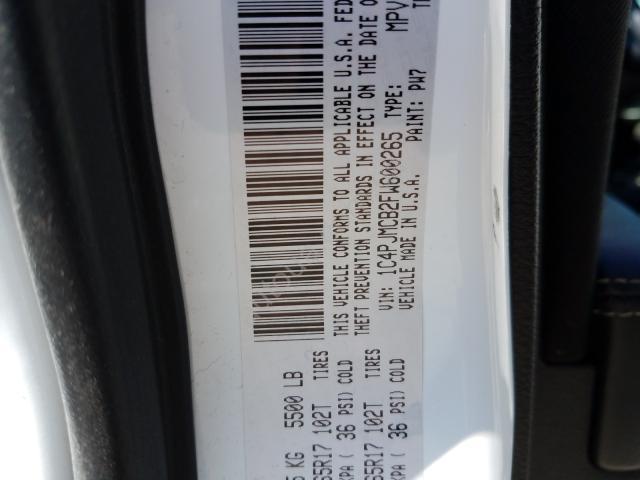 5 KG 5500 LB
65R17 102T TIRES
KPA ( 36 PSI) COLD
65R17 102T TIRES
KPA ( 36 PSI) COLD
THIS VEHICLE CONFORMS TO ALL APPLICABLE U.S.A. FED
THEFT PREVENTION STANDARDS IN EFFECT ON THE DATE O
VIN: 1C4PJMCB2FW600265 TYPE: MPV
VEHICLE MADE IN U.S.A. PAINT: PW7